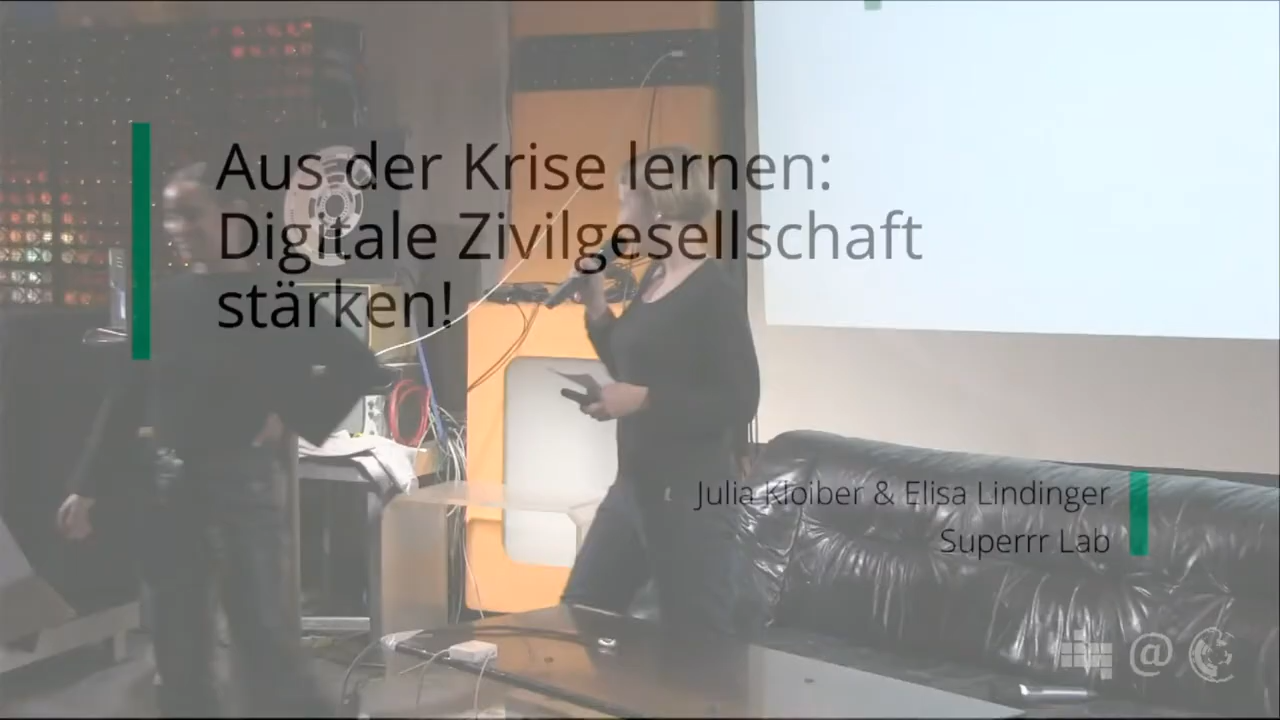 Aus der Krise lernen:
Digitale Zivilgesellschaft
stärken!
Julia Kloiber & Elisa Lindinger
Superrr Lab
@